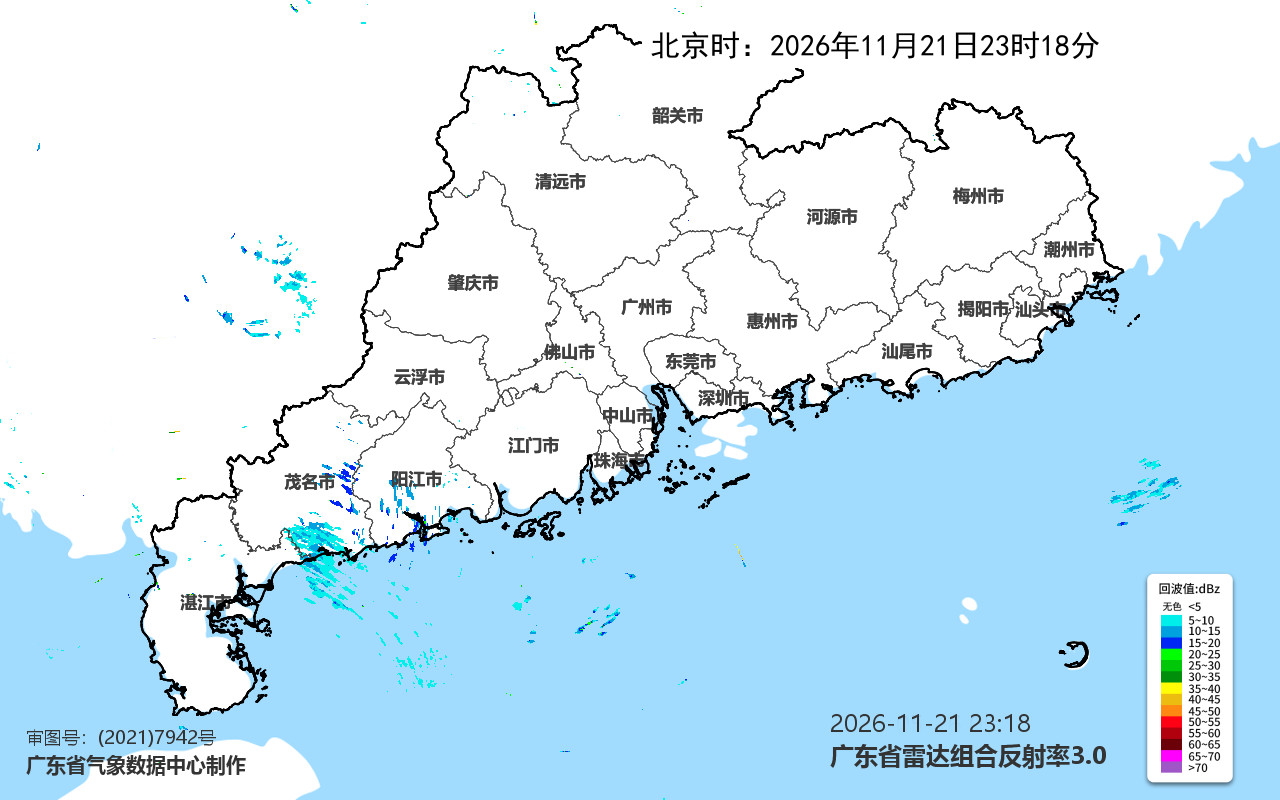 北京时：2026年11月21日23时18分
韶关市
清远市
梅州市
河源市
潮州市
肇庆市
广州市
揭阳市
汕头市
惠州市
佛山市
汕尾市
东莞市
云浮市
深圳市
中山市
江门市
珠海市
阳江市
茂名市
湛江市
回波值:dBz
无色 <5
5~10
10~15
15~20
20~25
25~30
30~35
35~40
40~45
45~50
50~55
55~60
60~65
65~70
>70
2026-11-21 23:18
广东省雷达组合反射率3.0
审图号：(2021)7942号
广东省气象数据中心制作